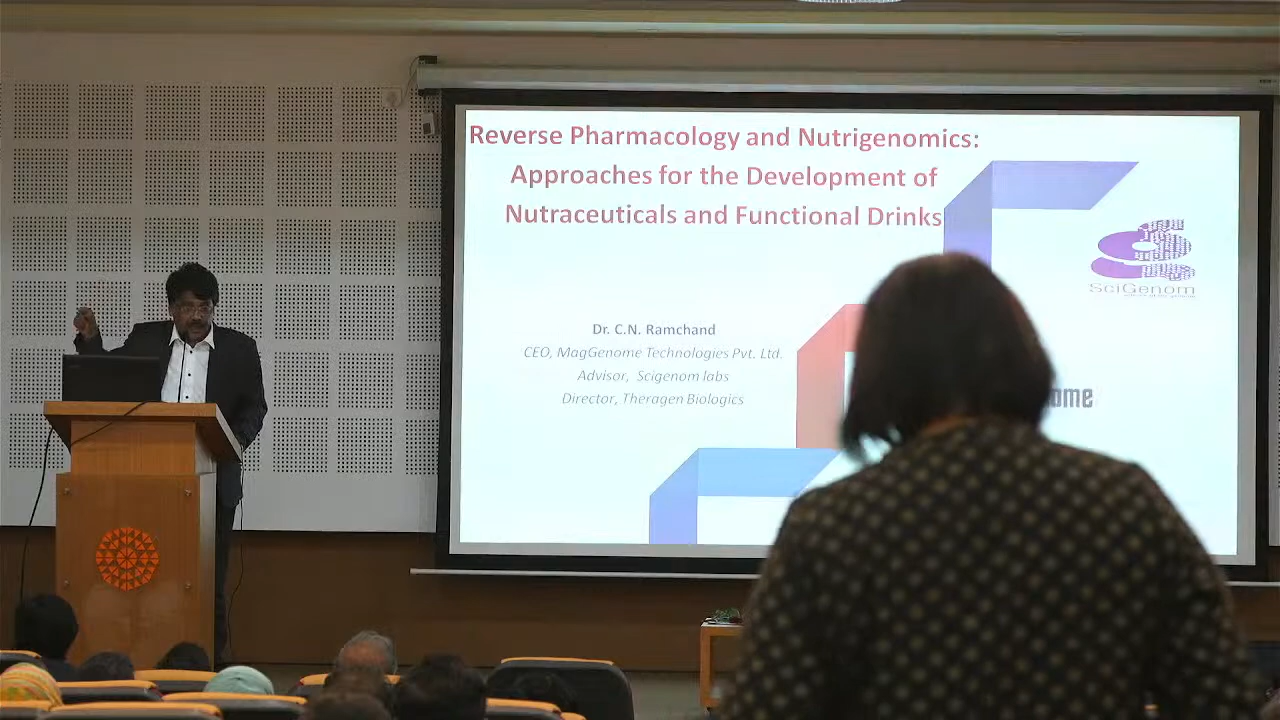 Reverse Pharmacology and Nutrigenomics:
Approaches for the Development of
Nutraceuticals and Functional Drinks
SciGenom
Dr. C.N. Ramchand
CEO, MagGenome Technologies Pvt. Ltd.
Advisor, Scigenom labs
Director, Theragen Biologics
ome